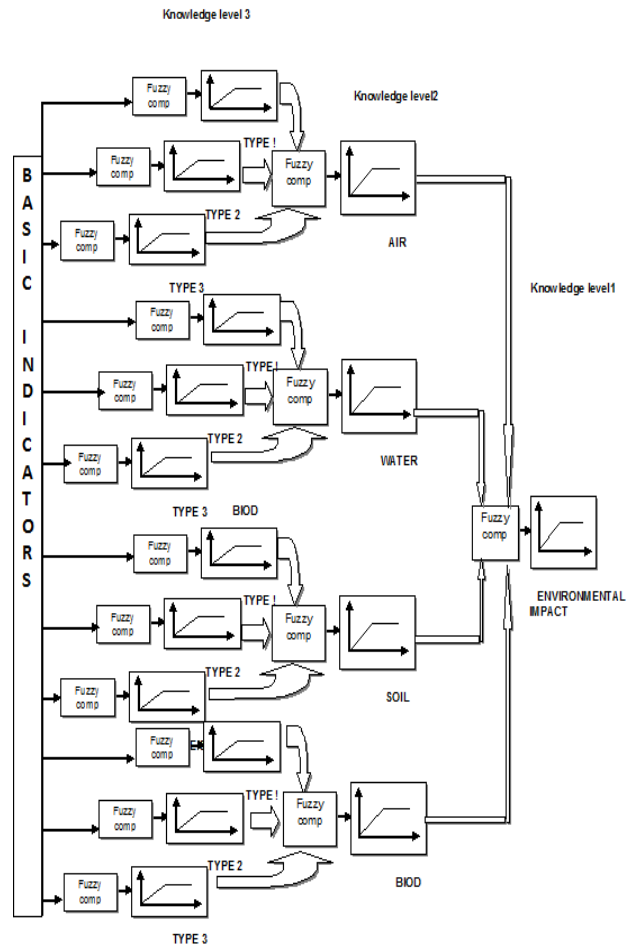 Knowledge level 3
Knowledge level2
Knowledge level1
BASIC INDICATORS
Fuzzy
comp
TYPE !
Fuzzy
comp
TYPE 2
Fuzzy
comp
TYPE 3
Fuzzy
comp
AIR
Fuzzy
comp
TYPE !
Fuzzy
comp
TYPE 2
Fuzzy
comp
TYPE 3
BIOD
Fuzzy
comp
WATER
Fuzzy
comp
TYPE !
Fuzzy
comp
TYPE 2
Fuzzy
comp
Fuzzy
comp
SOIL
Fuzzy
comp
TYPE !
Fuzzy
comp
TYPE 2
Fuzzy
comp
TYPE 3
Fuzzy
comp
BIOD
Fuzzy
comp
ENVIRONMENTAL
IMPACT